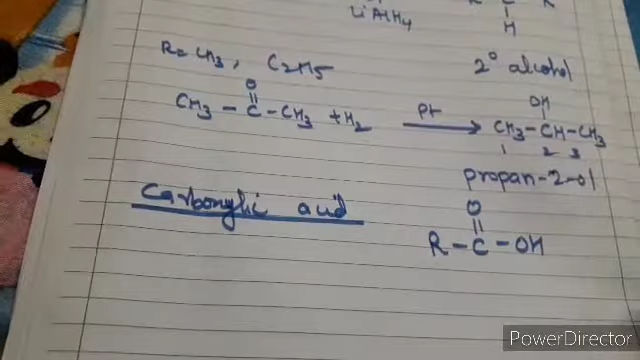 LiAlH4
H
R = CH3, C2H5
2° alcohol
O
CH3 - C - CH3 + H2
Pt
OH
CH3 - CH - CH3
1 2 3
propan-2-ol
Carboxylic acid
O
R - C - OH
PowerDirector